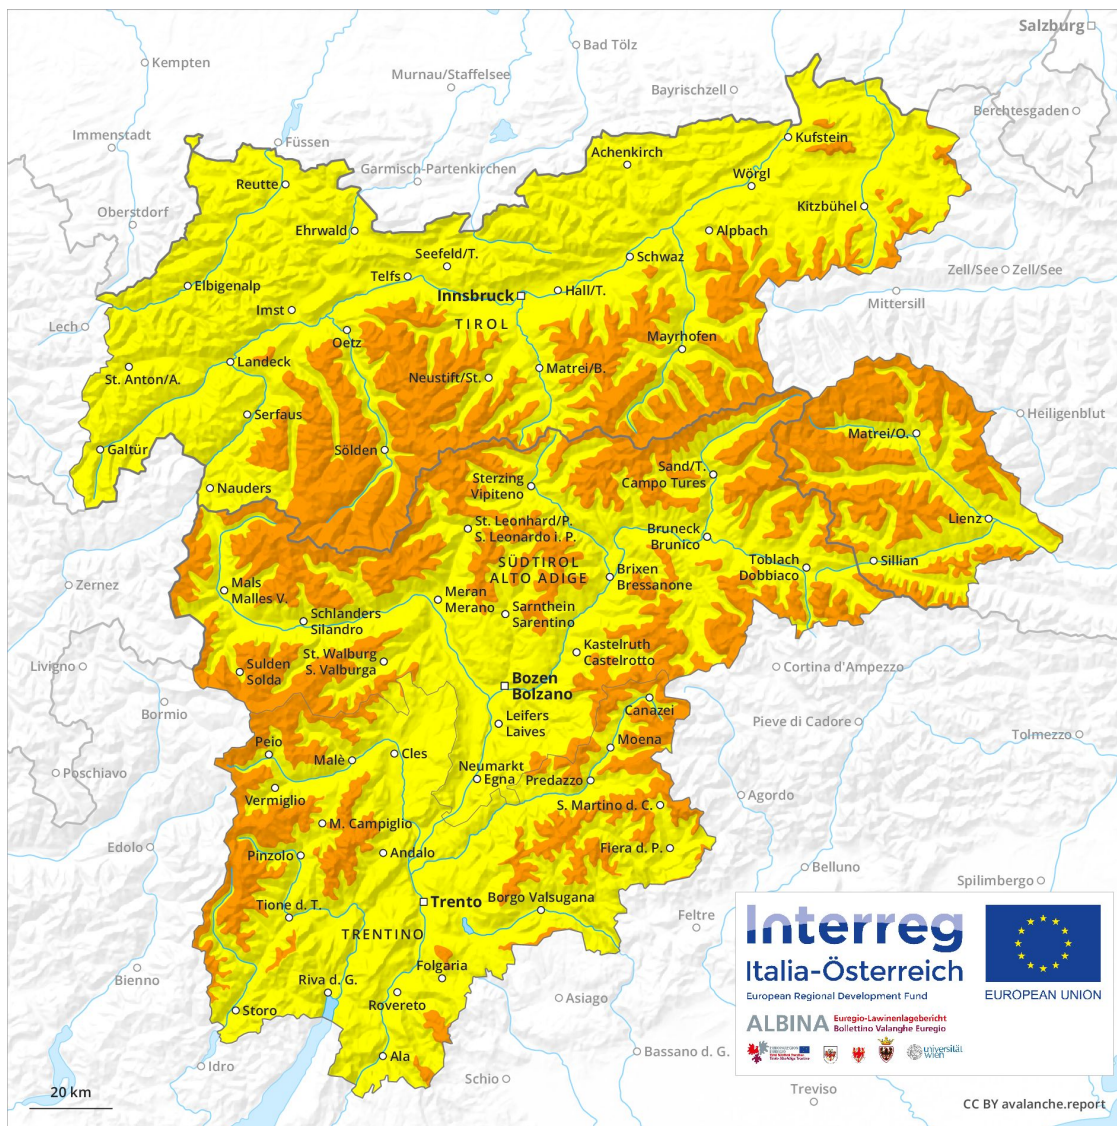 Salzburg
Bad Tölz
Kempten
Murnau/Staffelsee
Bayrischzell
Berchtesgaden
Immenstadt
Füssen
Kufstein
Achenkirch
Garmisch-Partenkirchen
Wörgl
Reutte
Oberstdorf
Kitzbühel
Ehrwald
Alpbach
Seefeld/T.
Schwaz
Telfs
Zell/See
Zell/See
Elbigenalp
Hall/T.
Innsbruck
Mittersill
Imst
Lech
TIROL
Oetz
Mayrhofen
Landeck
Matrei/B.
St. Anton/A.
Neustift/St.
Serfaus
Heiligenblut
Matrei/O.
Galtür
Sölden
Sterzing
Vipiteno
Sand/T.
Campo Tures
Nauders
St. Leonhard/P.
S. Leonardo i. P.
Lienz
Bruneck
Brunico
SÜDTIROL
ALTO ADIGE
Toblach
Dobbiaco
Sillian
Brixen
Bressanone
Zernez
Mals
Malles V.
Meran
Merano
Sarnthein
Sarentino
Schlanders
Silandro
Kastelruth
Castelrotto
St. Walburg
S. Valburga
Livigno
Sulden
Solda
Cortina d'Ampezzo
Bozen
Bolzano
Canazei
Bormio
Leifers
Laives
Pieve di Cadore
Tolmezzo
Peio
Moena
Cles
Malè
Poschiavo
Neumarkt
Egna
Predazzo
Vermiglio
Agordo
S. Martino d. C.
M. Campiglio
Edolo
Pinzolo
Andalo
Fiera d. P.
Belluno
Spilimbergo
Trento
Borgo Valsugana
Tione d. T.
Feltre
TRENTINO
Interreg
Italia-Österreich
European Regional Development Fund
EUROPEAN UNION
Folgaria
Bienno
Riva d. G.
Rovereto
Asiago
Storo
ALBINA
Euregio-Lawinenlagebericht
Bollettino Valanghe Euregio
universität
wien
Ala
Bassano d. G.
Idro
Schio
Treviso
20 km
CC BY avalanche.report